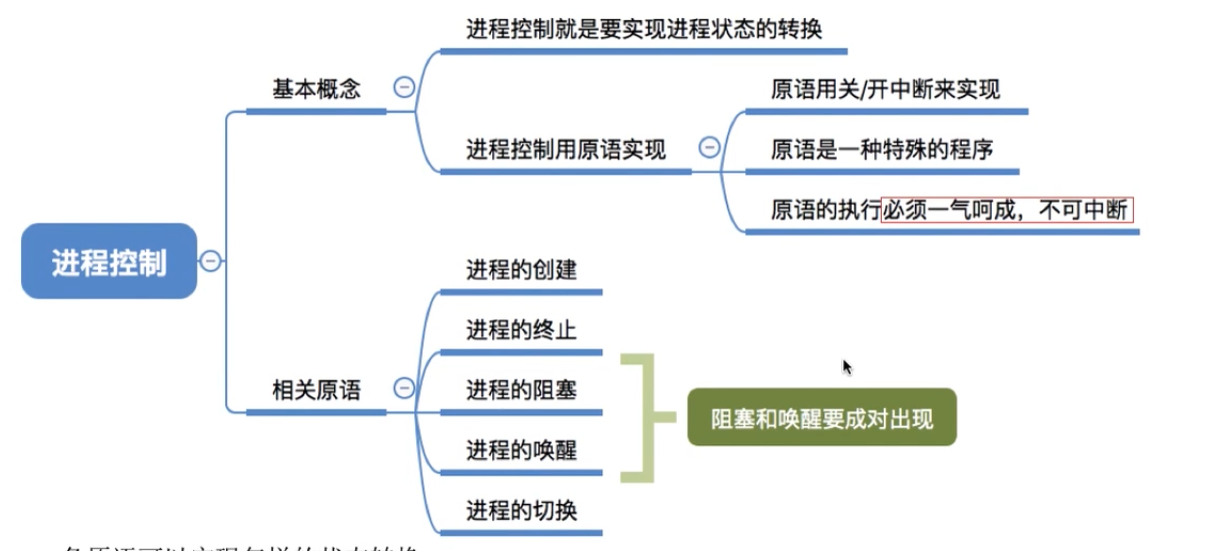 进程控制
基本概念
进程控制就是要实现进程状态的转换
进程控制用原语实现
原语用关/开中断来实现
原语是一种特殊的程序
原语的执行必须一气呵成，不可中断
相关原语
进程的创建
进程的终止
进程的阻塞
进程的唤醒
进程的切换
阻塞和唤醒要成对出现